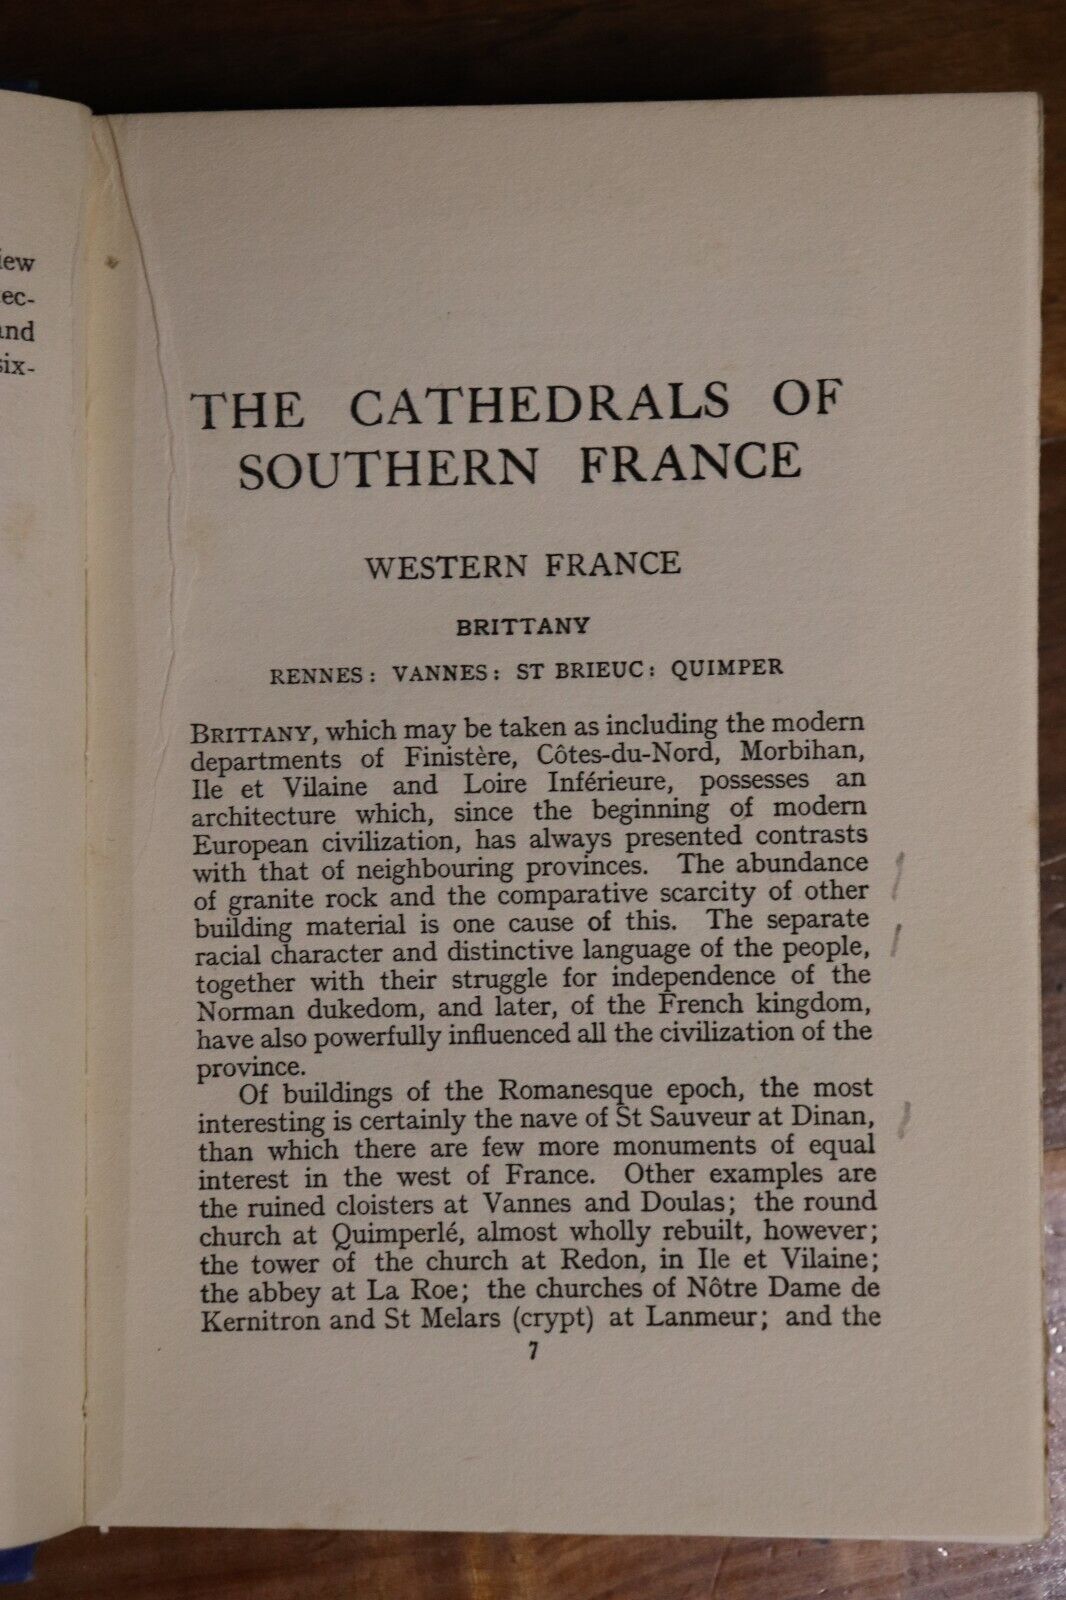 iew
ec-
and
six-
THE CATHEDRALS OF
SOUTHERN FRANCE
WESTERN FRANCE
BRITTANY
RENNES: VANNES: ST BRIEUC: QUIMPER
BRITTANY, which may be taken as including the modern
departments of Finistère, Côtes-du-Nord, Morbihan,
Ile et Vilaine and Loire Inférieure, possesses an
architecture which, since the beginning of modern
European civilization, has always presented contrasts
with that of neighbouring provinces. The abundance
of granite rock and the comparative scarcity of other
building material is one cause of this. The separate
racial character and distinctive language of the people,
together with their struggle for independence of the
Norman dukedom, and later, of the French kingdom,
have also powerfully influenced all the civilization of the
province.
Of buildings of the Romanesque epoch, the most
interesting is certainly the nave of St Sauveur at Dinan,
than which there are few more monuments of equal
interest in the west of France. Other examples are
the ruined cloisters at Vannes and Doulas; the round
church at Quimperlé, almost wholly rebuilt, however;
the tower of the church at Redon, in Ile et Vilaine;
the abbey at La Roe; the churches of Nôtre Dame de
Kernitron and St Melars (crypt) at Lanmeur; and the
7